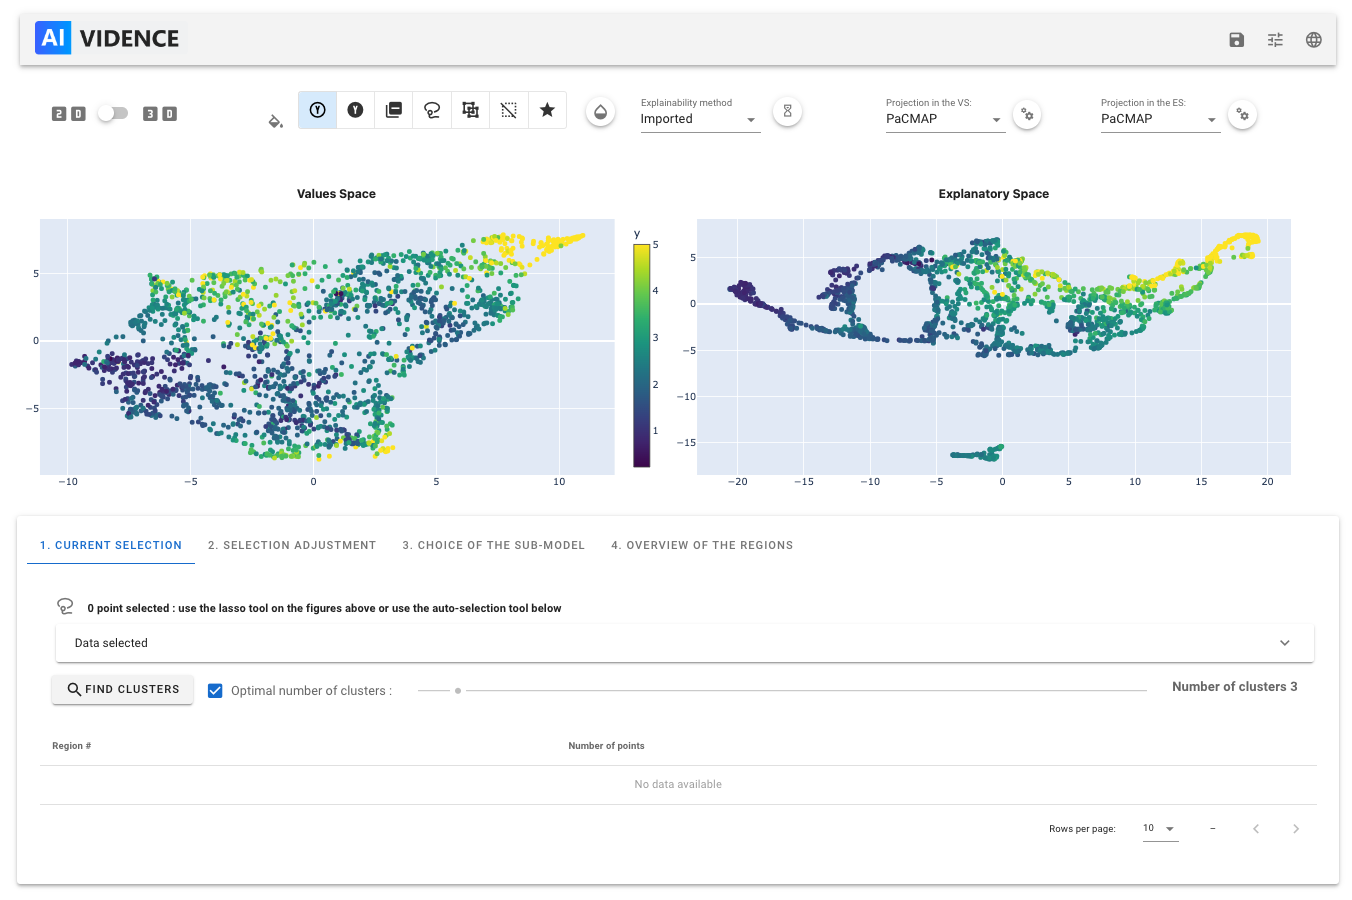 AI VIDENCE
2 D 3 D
Y Y
Explainability method
Imported
Projection in the VS:
PaCMAP
Projection in the ES:
PaCMAP
Values Space
5
0
−5
−10 −5 0 5 10
y
5
4
3
2
1
Explanatory Space
5
0
−5
−10
−15
−20 −15 −10 −5 0 5 10 15 20
1. CURRENT SELECTION 2. SELECTION ADJUSTMENT 3. CHOICE OF THE SUB-MODEL 4. OVERVIEW OF THE REGIONS
0 point selected : use the lasso tool on the figures above or use the auto-selection tool below
Data selected
FIND CLUSTERS Optimal number of clusters : Number of clusters 3
Region # Number of points
No data available
Rows per page: 10 –